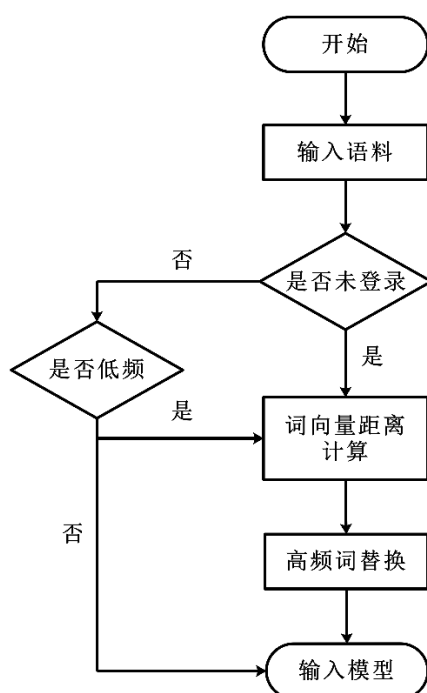 开始
输入语料
否
是否未登录
是否低频
是
是
词向量距离
计算
否
高频词替换
输入模型